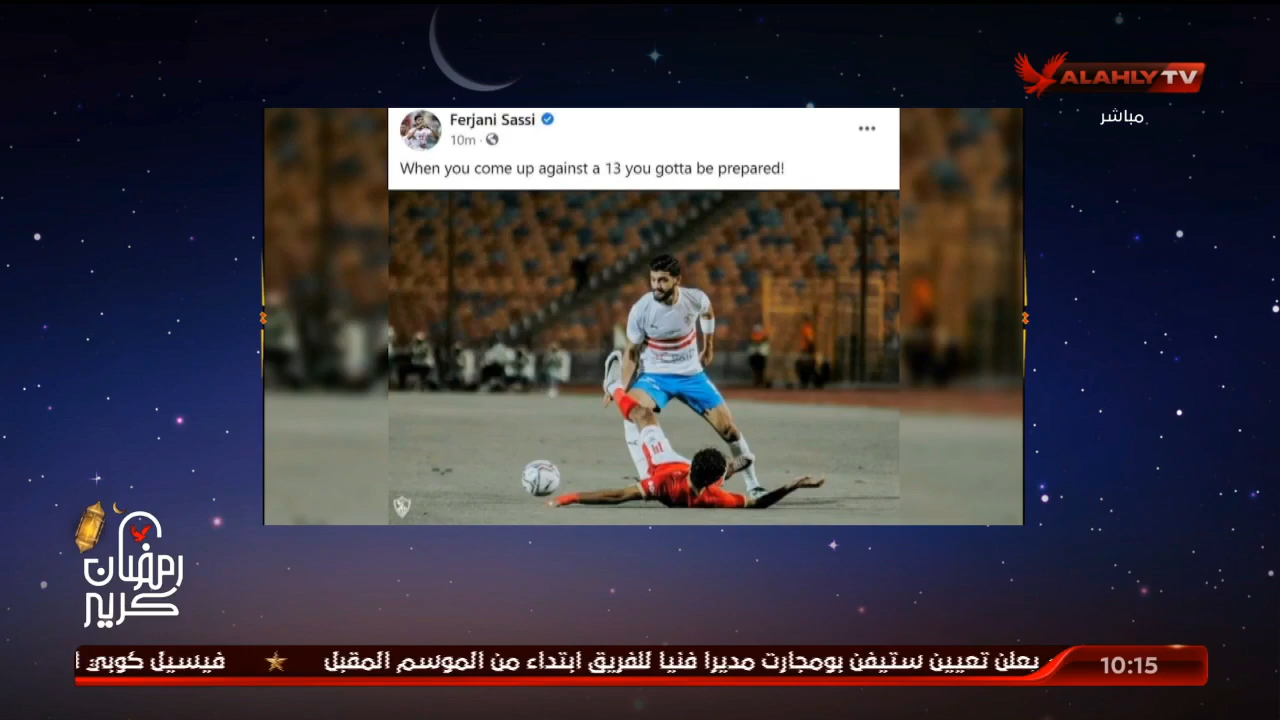 ALAHLY TV
مباشر
Ferjani Sassi
10m
When you come up against a 13 you gotta be prepared!
رمضان
كريم
يعلن تعيين ستيفن بومجارت مديرا فنيا للفريق ابتداء من الموسم المقبل ★ فيسيل كوبي أ
10:15